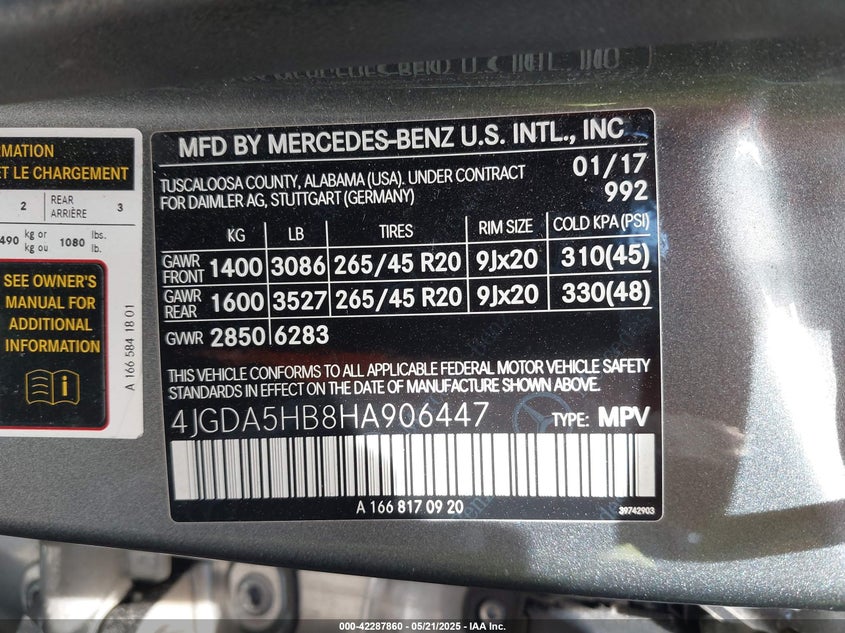 MFD BY MERCEDES-BENZ U.S. INTL., INC
TUSCALOOSA COUNTY, ALABAMA (USA). UNDER CONTRACT
FOR DAIMLER AG, STUTTGART (GERMANY)
01/17
992
KG LB TIRES RIM SIZE COLD KPA(PSI)
GAWR FRONT 1400 3086 265/45 R20 9Jx20 310(45)
GAWR REAR 1600 3527 265/45 R20 9Jx20 330(48)
GVWR 2850 6283
THIS VEHICLE CONFORMS TO ALL APPLICABLE FEDERAL MOTOR VEHICLE SAFETY
STANDARDS IN EFFECT ON THE DATE OF MANUFACTURE SHOWN ABOVE.
4JGDA5HB8HA906447 TYPE: MPV
A 166 817 09 20
39742903
ET LE CHARGEMENT
2 REAR ARRIÈRE 3
490 kg or kg ou 1080 lbs. lb.
SEE OWNER'S
MANUAL FOR
ADDITIONAL
INFORMATION
A 166 584 18 01
000-42287860 - 05/21/2025 - IAA Inc.